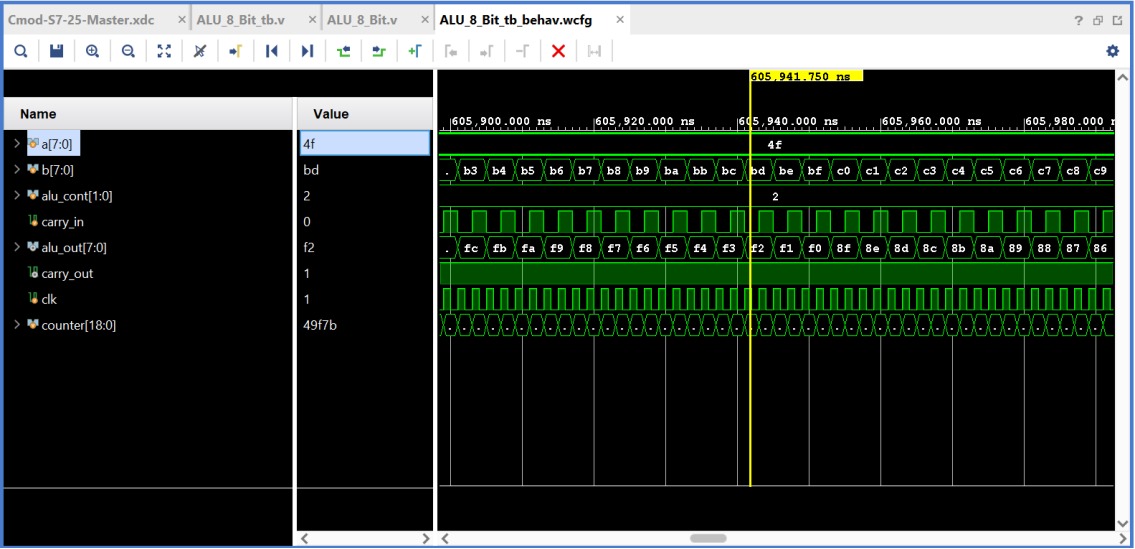 Cmod-S7-25-Master.xdc × ALU_8_Bit_tb.v × ALU_8_Bit.v × ALU_8_Bit_tb_behav.wcfg × ?
605,941.750 ns
Name Value
605,900.000 ns 605,920.000 ns 605,940.000 ns 605,960.000 ns 605,980.000 n
a[7:0] 4f 4f
b[7:0] bd . b3 b4 b5 b6 b7 b8 b9 ba bb bc bd be bf c0 c1 c2 c3 c4 c5 c6 c7 c8 c9
alu_cont[1:0] 2 2
carry_in 0
alu_out[7:0] f2 . fc fb fa f9 f8 f7 f6 f5 f4 f3 f2 f1 f0 8f 8e 8d 8c 8b 8a 89 88 87 86
carry_out 1
clk 1
counter[18:0] 49f7b . . . . . . . . . . . . . . . . . . . . . . .